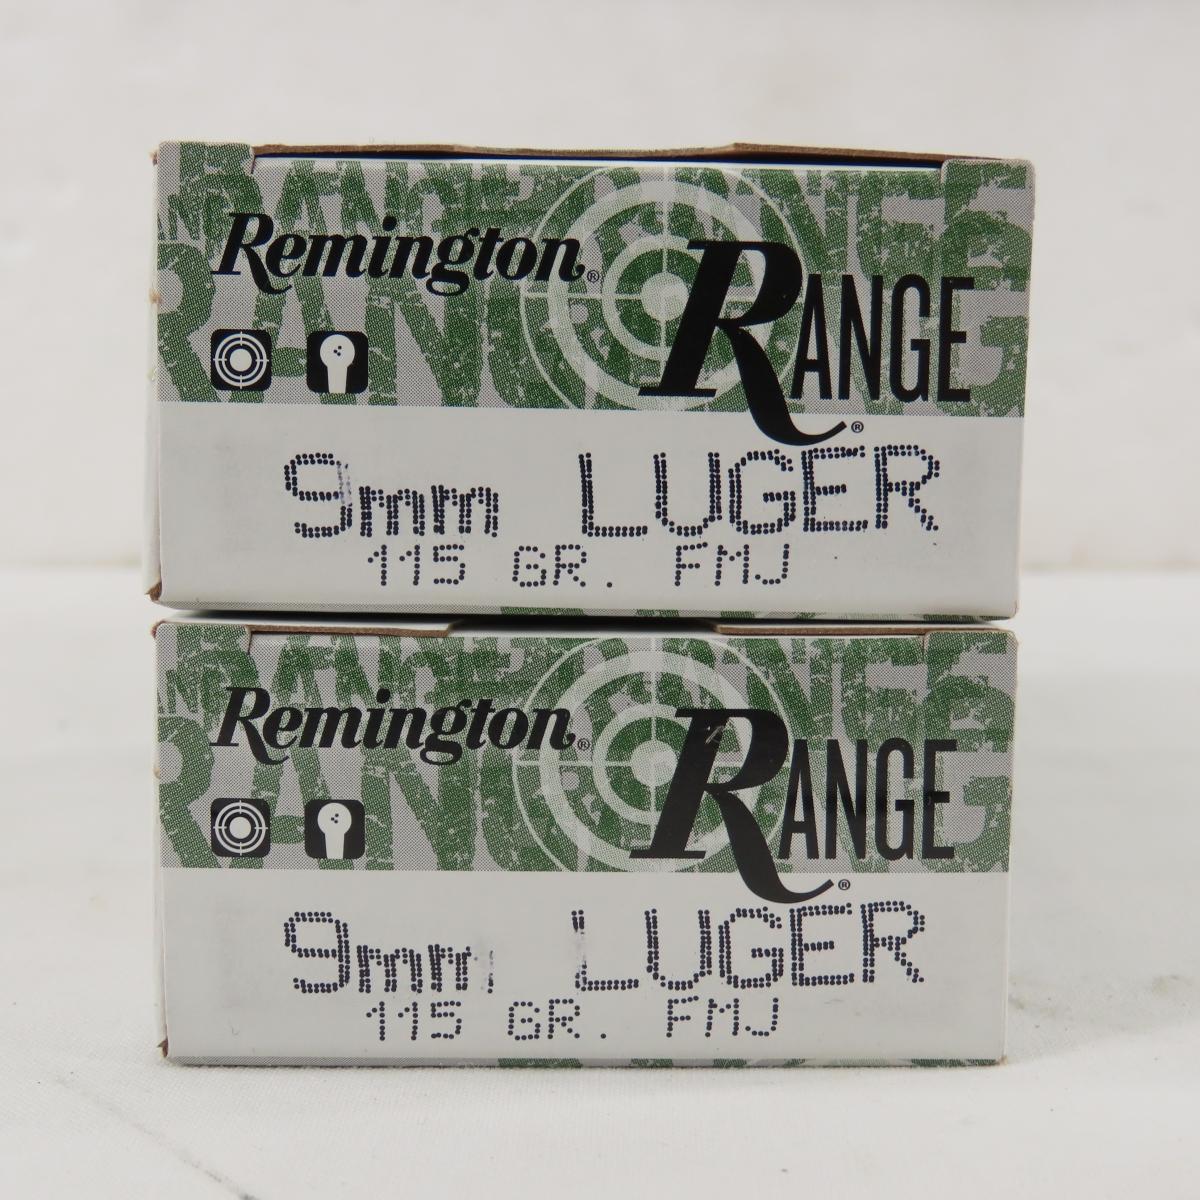 Remington®
RANGE®
9mm LUGER
115 GR. FMJ
Remington®
RANGE®
9mm LUGER
115 GR. FMJ